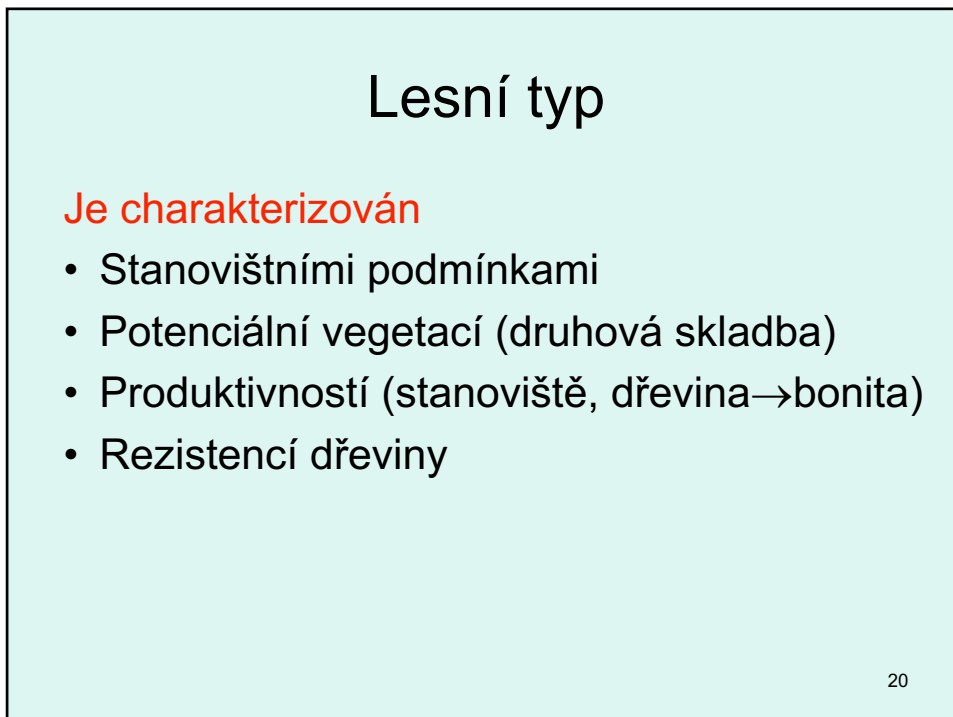 Lesní typ
Je charakterizován
• Stanovištními podmínkami
• Potenciální vegetací (druhová skladba)
• Produktivností (stanoviště, dřevina→bonita)
• Rezistencí dřeviny
20